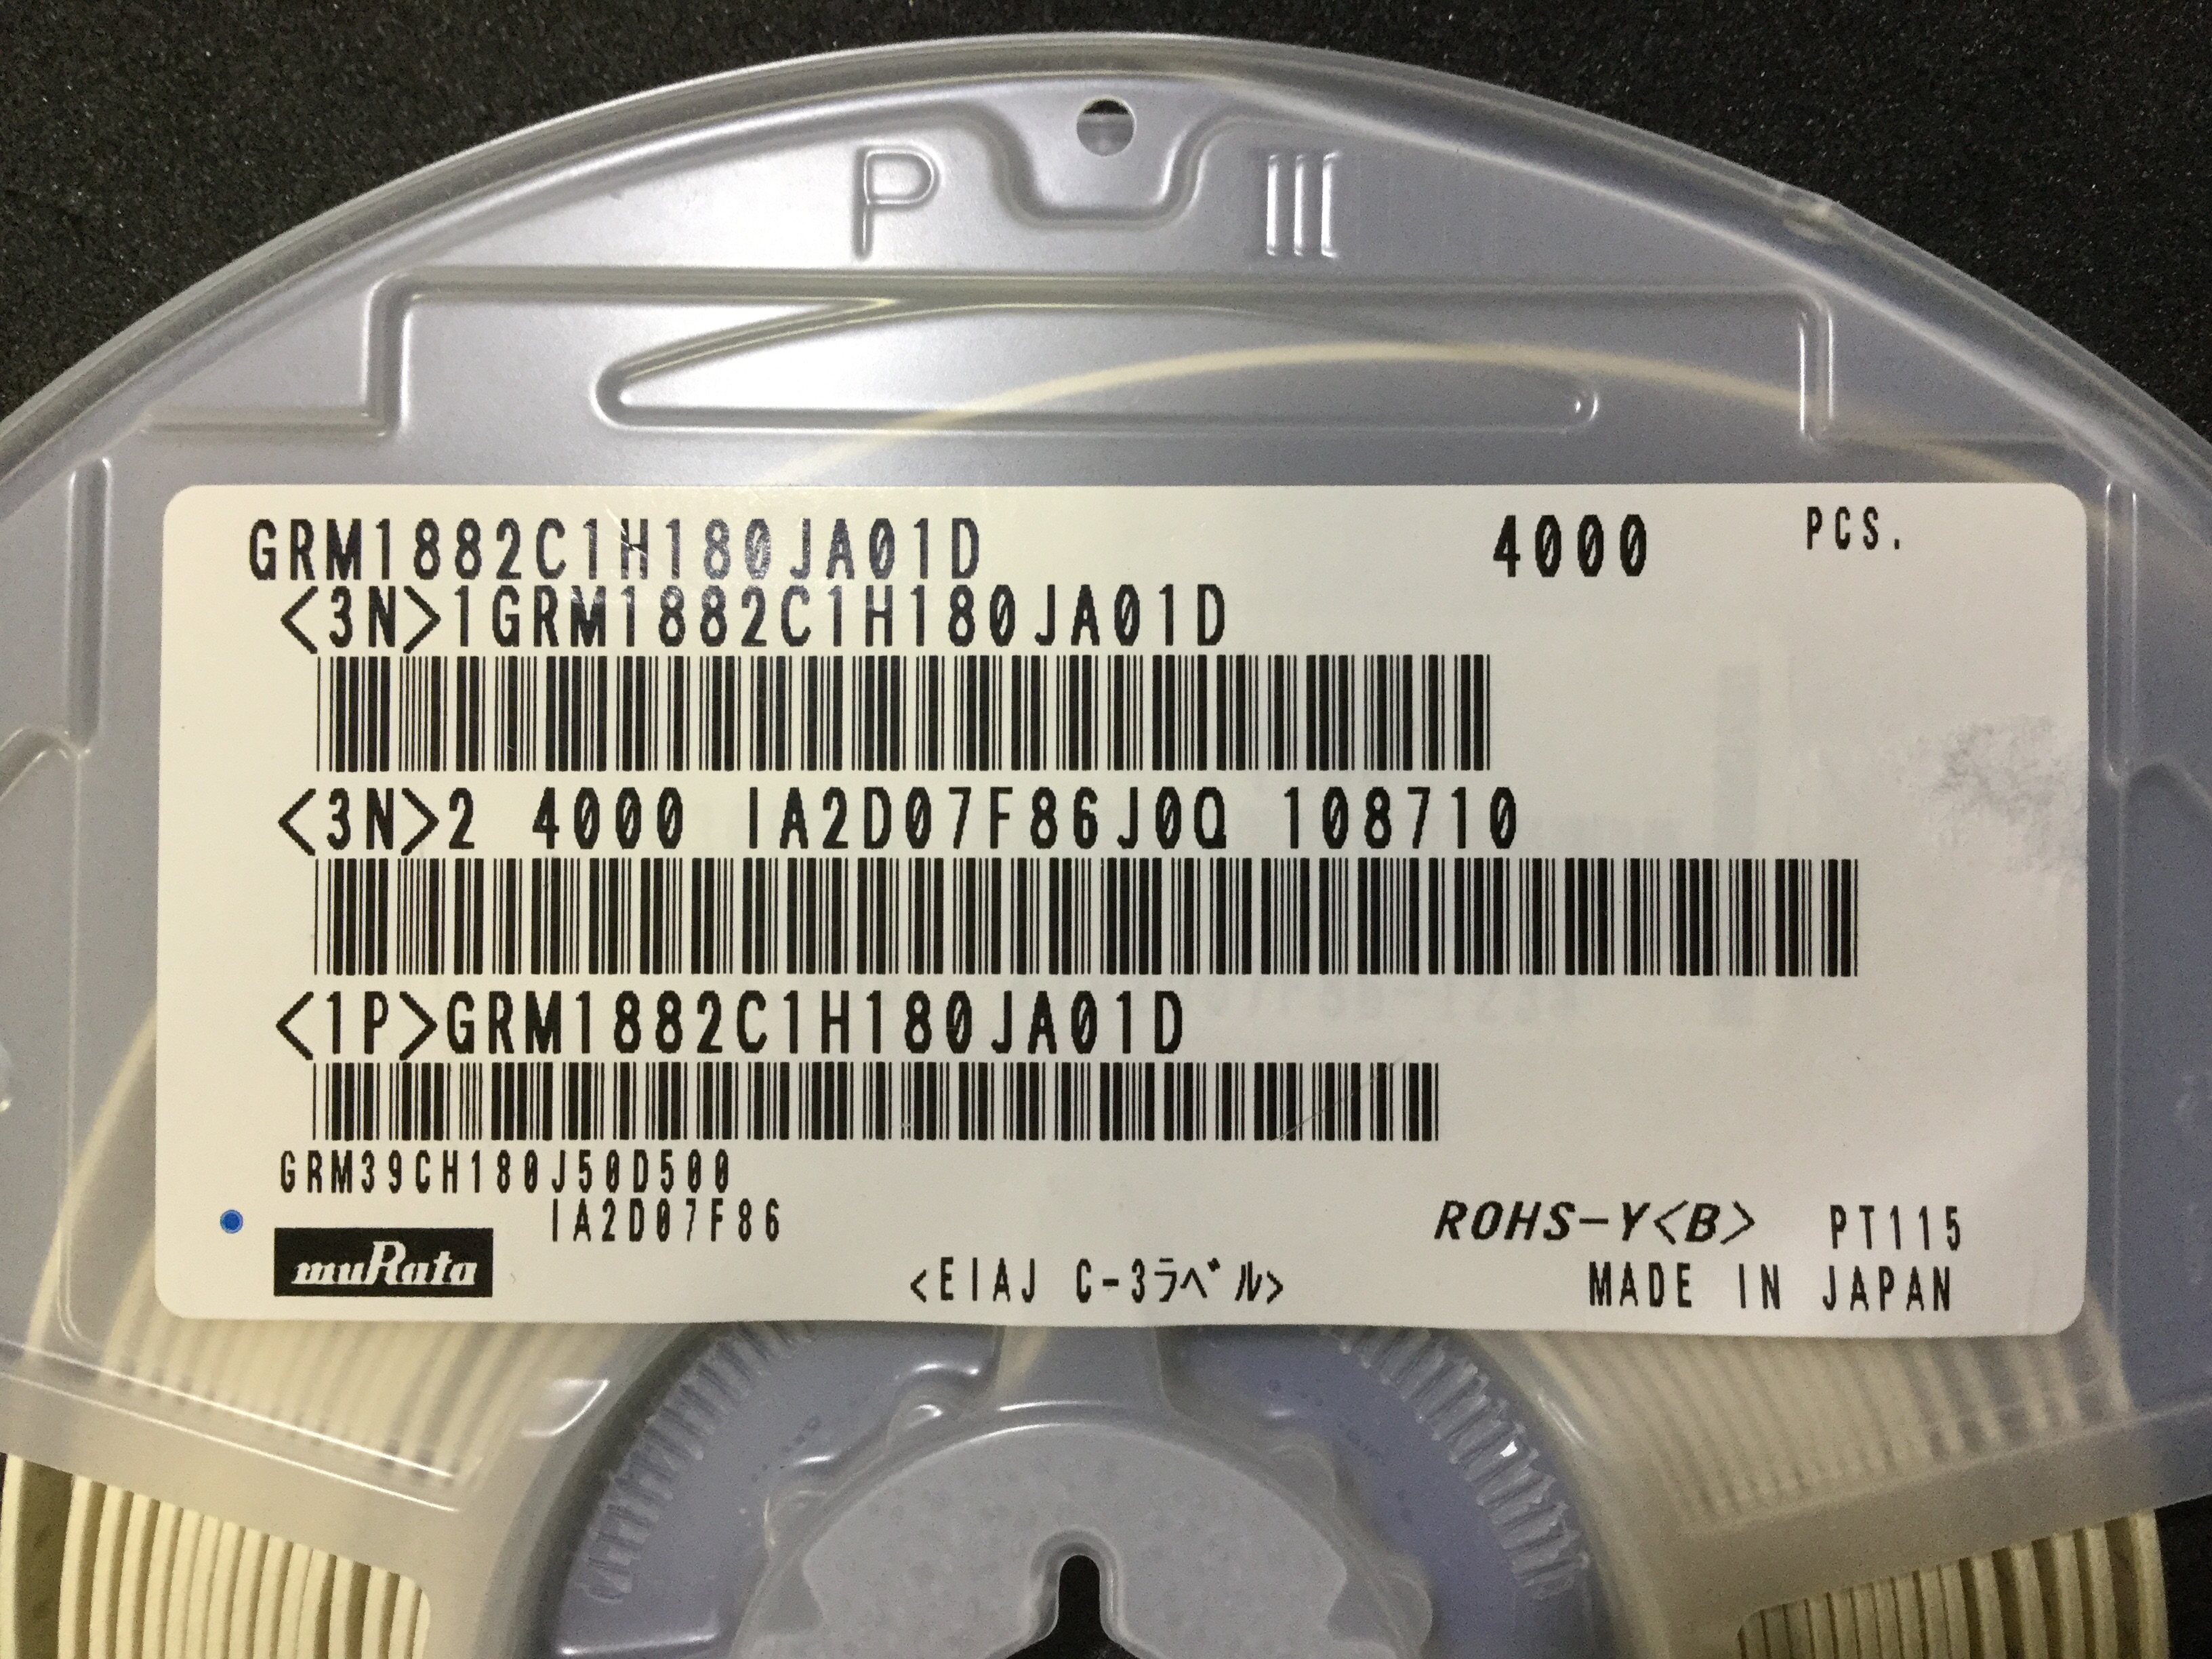 P III
GRM1882C1H180JA01D 4000 PCS.
<3N>1GRM1882C1H180JA01D
<3N>2 4000 IA2D07F86J0Q 108710
<1P>GRM1882C1H180JA01D
GRM39CH180J50D500
IA2D07F86
ROHS-Y<B> PT115
muRata
<EIAJ C-3ラベル>
MADE IN JAPAN